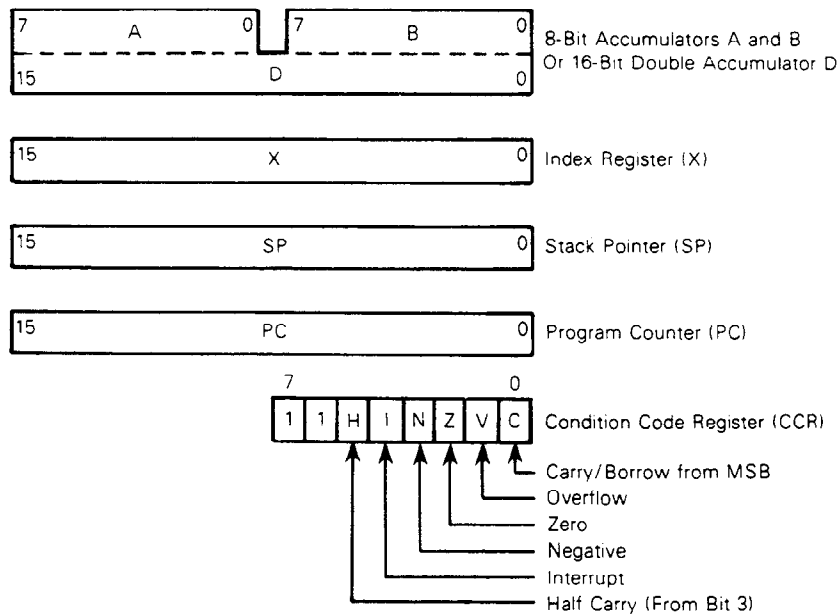 7 A 0 7 B 0
8-Bit Accumulators A and B
Or 16-Bit Double Accumulator D
15 D 0
15 X 0 Index Register (X)
15 SP 0 Stack Pointer (SP)
15 PC 0 Program Counter (PC)
7 0
1 1 H I N Z V C Condition Code Register (CCR)
Carry/Borrow from MSB
Overflow
Zero
Negative
Interrupt
Half Carry (From Bit 3)